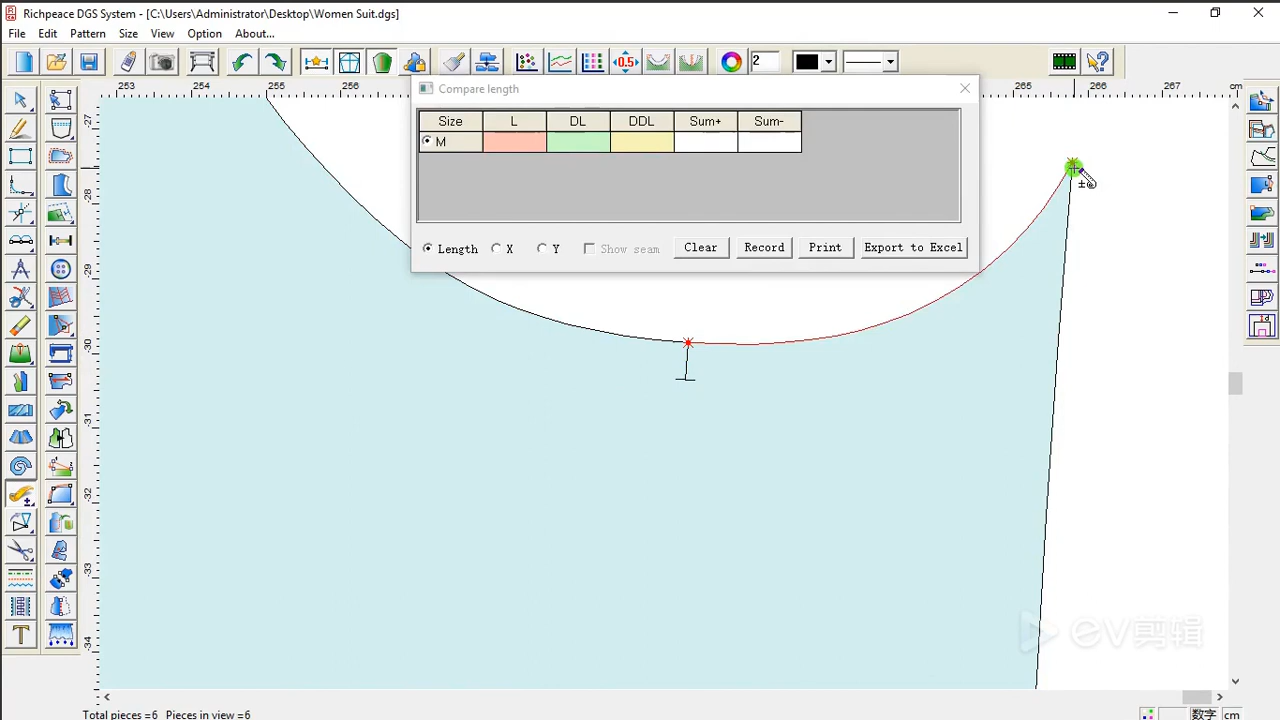 Richpeace DGS System - [C:\Users\Administrator\Desktop\Women Suit.dgs]
File Edit Pattern Size View Option About...
+0.5 2
253 254 255 256 265 266 267 cm
Compare length
Size L DL DDL Sum+ Sum-
M
Length X Y Show seam Clear Record Print Export to Excel
-27
-28
-29
-30
-31
-32
-33
-34
T
ev剪辑
Total pieces =6 Pieces in view =6 数字 cm